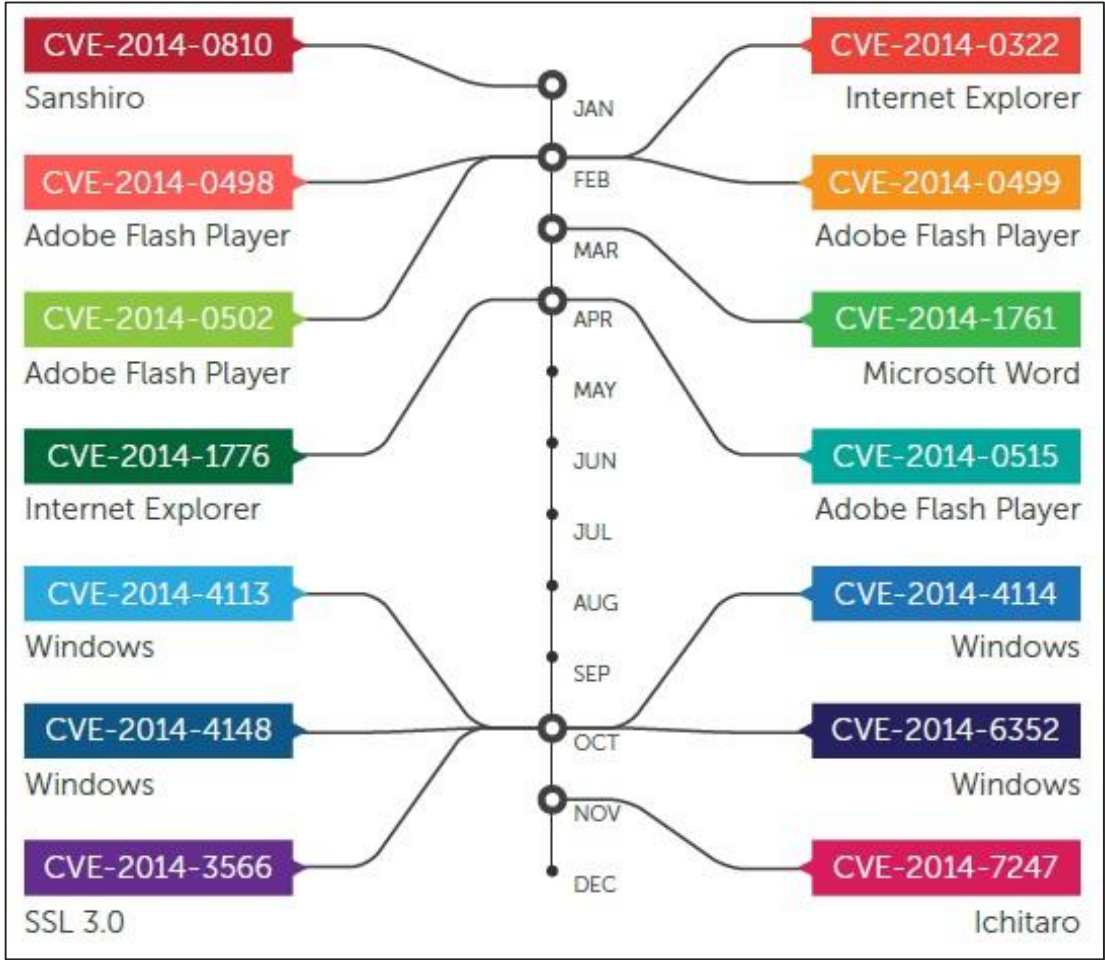 CVE-2014-0810
Sanshiro
CVE-2014-0498
Adobe Flash Player
CVE-2014-0502
Adobe Flash Player
CVE-2014-1776
Internet Explorer
CVE-2014-4113
Windows
CVE-2014-4148
Windows
CVE-2014-3566
SSL 3.0
JAN
FEB
MAR
APR
MAY
JUN
JUL
AUG
SEP
OCT
NOV
DEC
CVE-2014-0322
Internet Explorer
CVE-2014-0499
Adobe Flash Player
CVE-2014-1761
Microsoft Word
CVE-2014-0515
Adobe Flash Player
CVE-2014-4114
Windows
CVE-2014-6352
Windows
CVE-2014-7247
Ichitaro